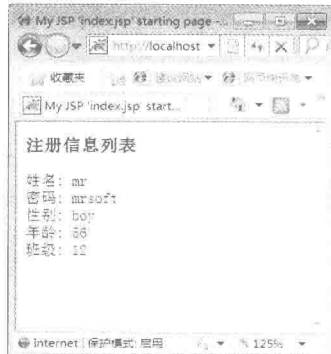 My JSP 'index.jsp' starting page -...
http://localhost
收藏夹
My JSP 'index.jsp' start...
注册信息列表
姓名: mr
密码: mrsoft
性别: boy
年龄: 56
班级: 12
Internet | 保护模式: 启用
125%